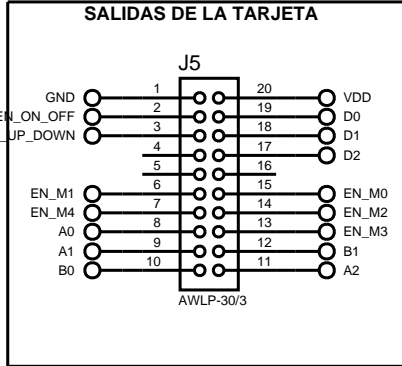 SALIDAS DE LA TARJETA
J5
GND 1 20 VDD
EN_ON_OFF 2 19 D0
_UP_DOWN 3 18 D1
4 17 D2
5 16
EN_M1 6 15 EN_M0
EN_M4 7 14 EN_M2
A0 8 13 EN_M3
A1 9 12 B1
B0 10 11 A2
AWLP-30/3